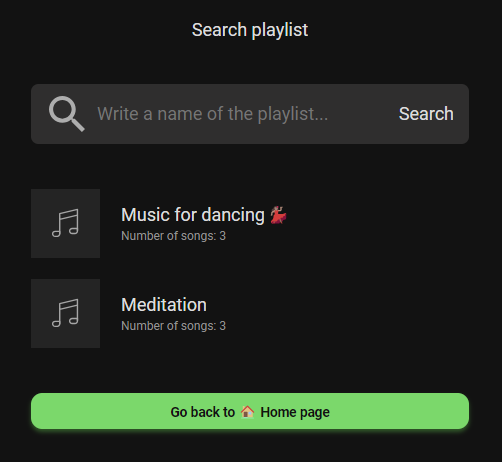 Search playlist
Write a name of the playlist... Search
Music for dancing 💃
Number of songs: 3
Meditation
Number of songs: 3
Go back to 🏠 Home page